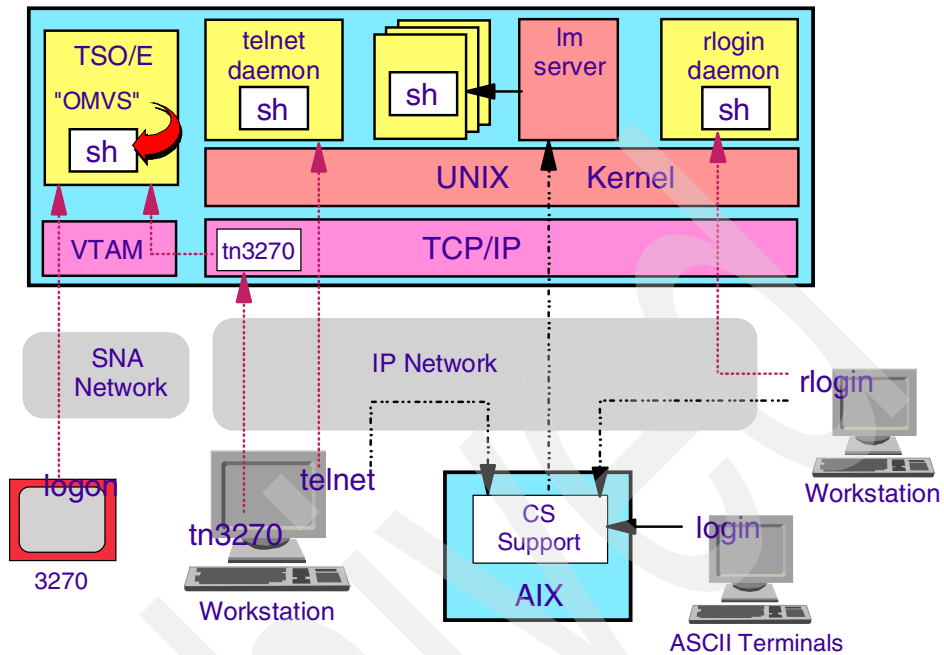 TSO/E
"OMVS"
sh
telnet
daemon
sh
sh
lm
server
rlogin
daemon
sh
UNIX Kernel
VTAM
tn3270
TCP/IP
SNA
Network
IP Network
rlogin
Workstation
logon
3270
telnet
tn3270
Workstation
CS
Support
AIX
login
ASCII Terminals